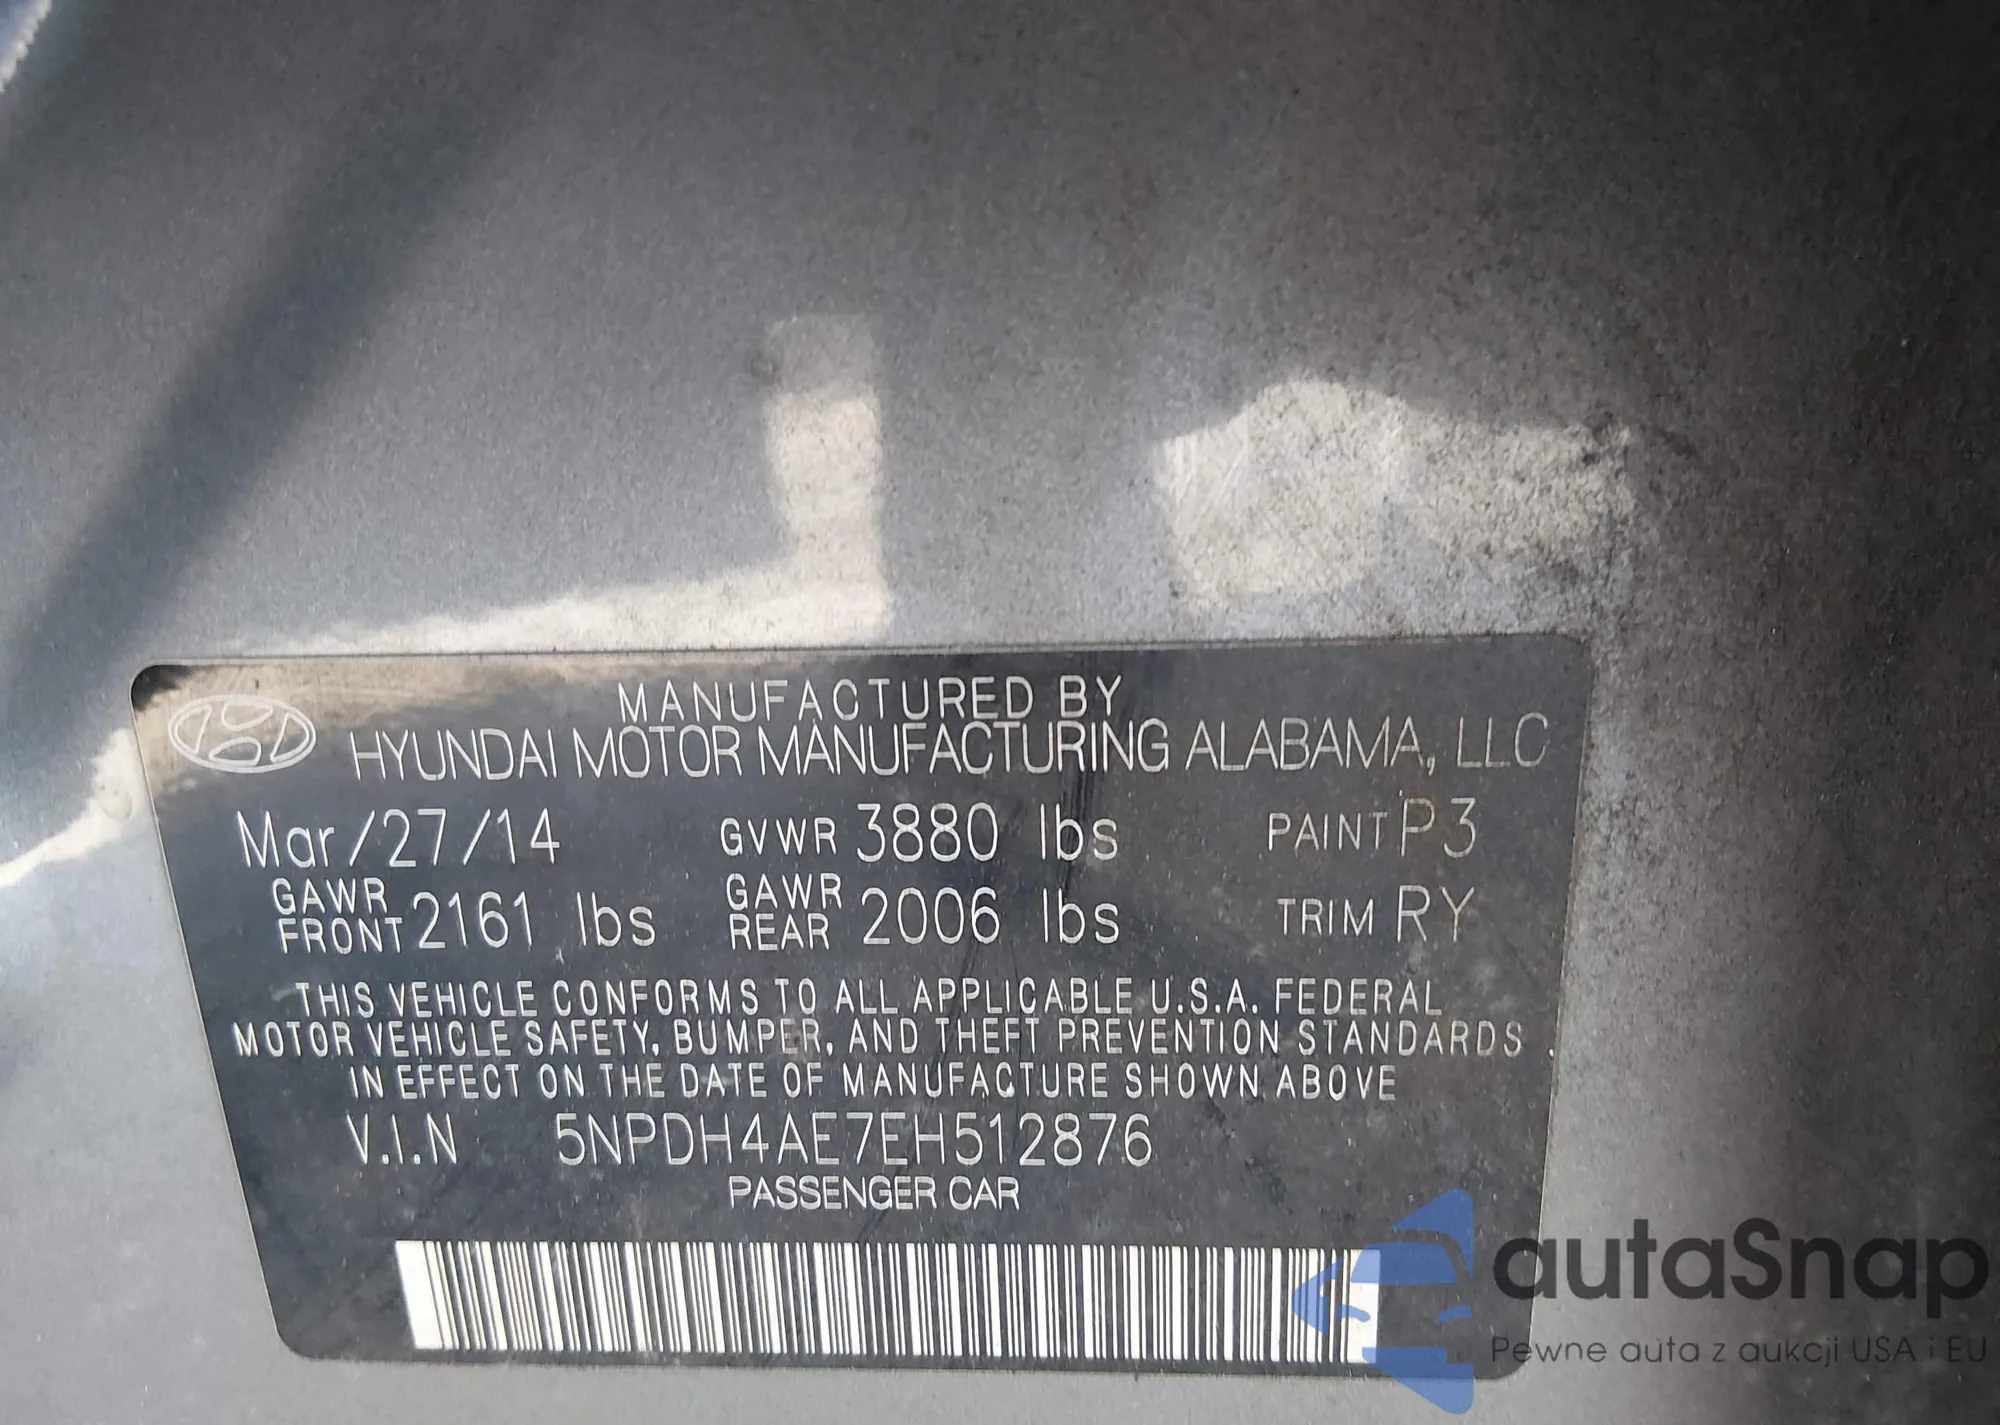 MANUFACTURED BY
HYUNDAI MOTOR MANUFACTURING ALABAMA, LLC
Mar/27/14 GVWR 3880 lbs PAINT P3
GAWR FRONT 2161 lbs GAWR REAR 2006 lbs TRIM RY
THIS VEHICLE CONFORMS TO ALL APPLICABLE U.S.A. FEDERAL
MOTOR VEHICLE SAFETY, BUMPER, AND THEFT PREVENTION STANDARDS
IN EFFECT ON THE DATE OF MANUFACTURE SHOWN ABOVE
V.I.N 5NPDH4AE7EH512876
PASSENGER CAR
autaSnap
Pewne auta z aukcji USA i EU